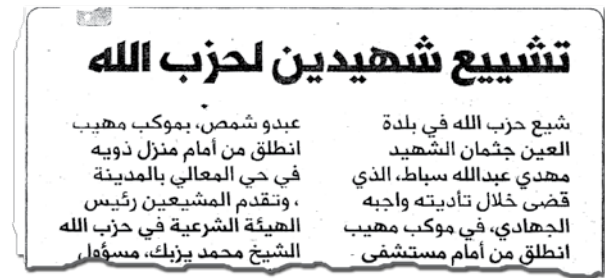 تشييع شهيدين لحزب الله
شيع حزب الله في بلدة
العين جثمان الشهيد
مهدي عبدالله سباط، الذي
قضى خلال تأديته واجبه
الجهادي، في موكب مهيب
انطلق من أمام مستشفى
عبدو شمص، بموكب مهيب
انطلق من أمام منزل ذويه
في حي المعالي بالمدينة
، وتقدم المشيعين رئيس
الهيئة الشرعية في حزب الله
الشيخ محمد يزبك، مسؤول